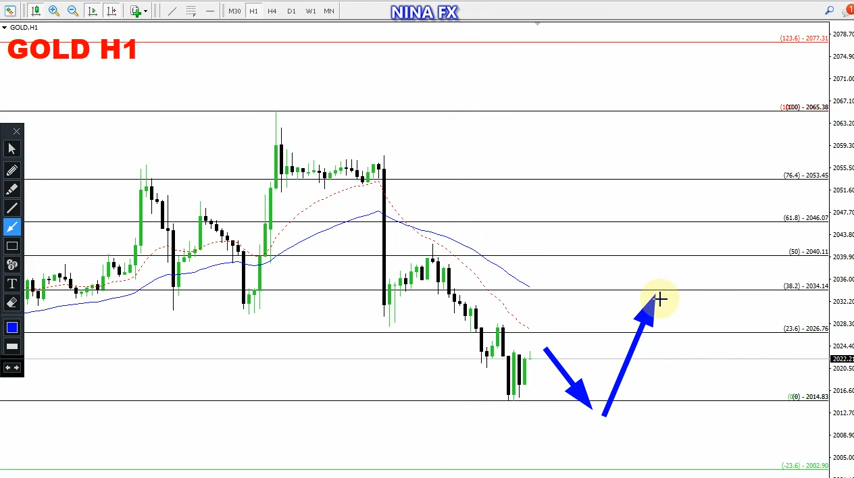 M30 H1 H4 D1 W1 MN
NINA FX
GOLD,H1
GOLD H1
2078.70
(123.6) - 2077.31
2074.90
2071.00
2067.10
(100) - 2065.38
2063.20
2059.30
2055.50
(76.4) - 2053.45
2051.60
2047.70
(61.8) - 2046.07
2043.80
(50) - 2040.11
2039.90
2036.00
(38.2) - 2034.14
2032.20
2028.30
(23.6) - 2026.76
2024.40
2022.21
2020.50
2016.60
(0) - 2014.83
2012.70
2008.90
2005.00
(-23.6) - 2002.90
T